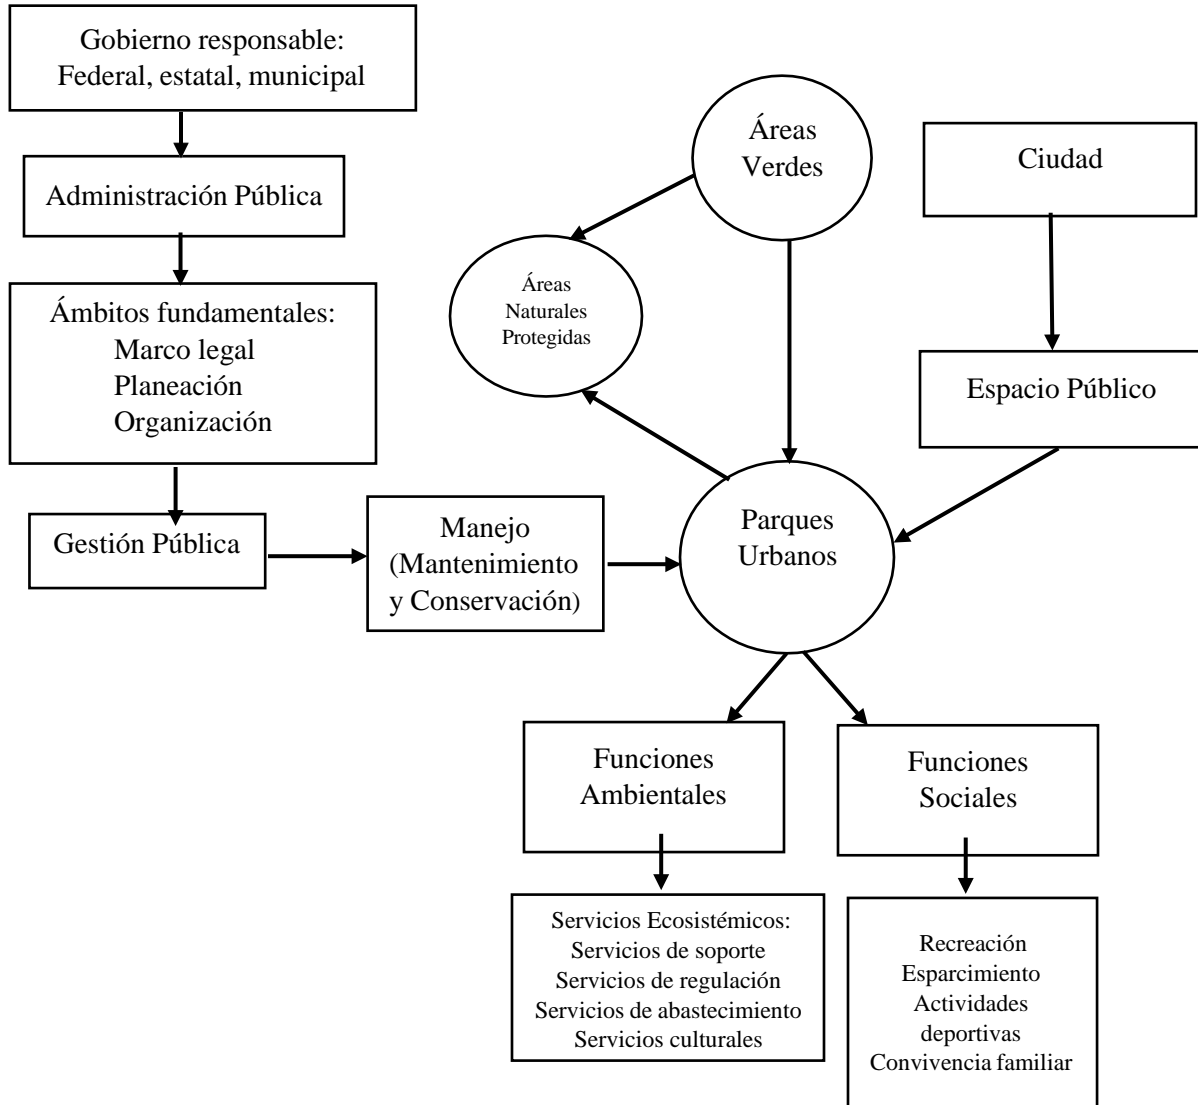 Gobierno responsable:
Federal, estatal, municipal
Administración Pública
Ámbitos fundamentales:
Marco legal
Planeación
Organización
Gestión Pública
Manejo
(Mantenimiento
y Conservación)
Áreas
Verdes
Áreas
Naturales
Protegidas
Ciudad
Espacio Público
Parques
Urbanos
Funciones
Ambientales
Funciones
Sociales
Servicios Ecosistémicos:
Servicios de soporte
Servicios de regulación
Servicios de abastecimiento
Servicios culturales
Recreación
Esparcimiento
Actividades
deportivas
Convivencia familiar